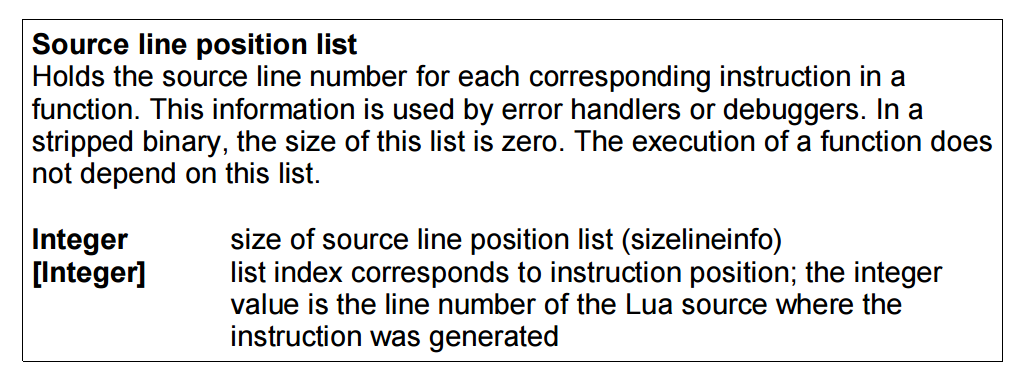 Source line position list
Holds the source line number for each corresponding instruction in a
function. This information is used by error handlers or debuggers. In a
stripped binary, the size of this list is zero. The execution of a function does
not depend on this list.
Integer size of source line position list (sizelineinfo)
[Integer] list index corresponds to instruction position; the integer
value is the line number of the Lua source where the
instruction was generated